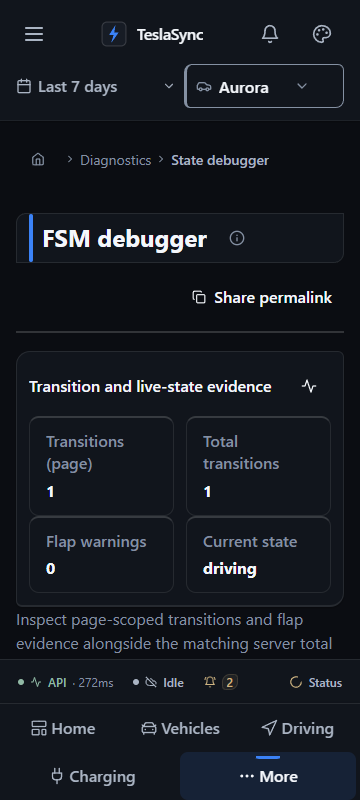 TeslaSync
Last 7 days
Aurora
Diagnostics
State debugger
FSM debugger
Share permalink
Transition and live-state evidence
Transitions (page)
1
Total transitions
1
Flap warnings
0
Current state
driving
Inspect page-scoped transitions and flap
evidence alongside the matching server total
API · 272ms
Idle
2
Status
Home
Vehicles
Driving
Charging
More